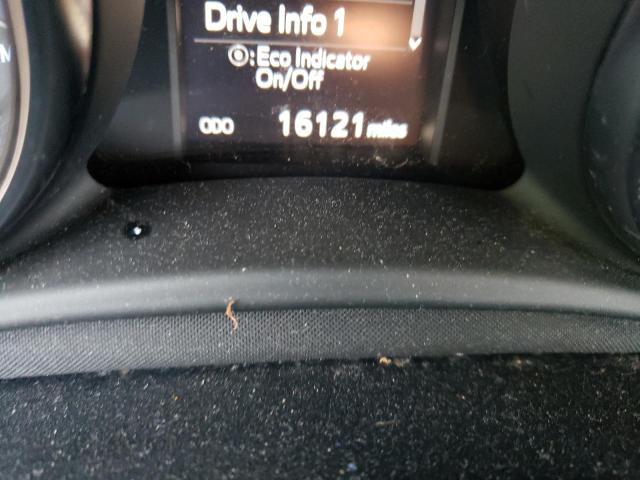 Drive Info 1
: Eco Indicator
On/Off
ODO 16121 miles
M